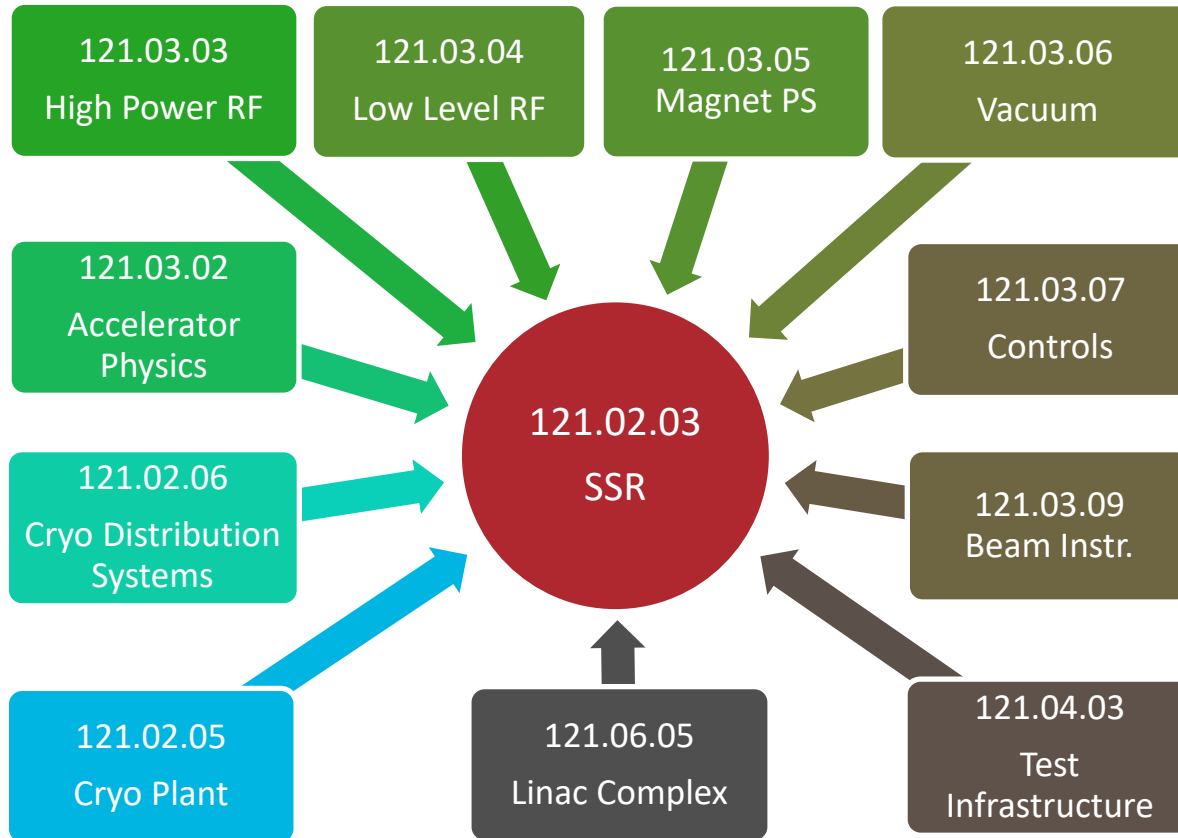 121.03.03
High Power RF
121.03.04
Low Level RF
121.03.05
Magnet PS
121.03.06
Vacuum
121.03.02
Accelerator
Physics
121.03.07
Controls
121.02.03
SSR
121.02.06
Cryo Distribution
Systems
121.03.09
Beam Instr.
121.02.05
Cryo Plant
121.06.05
Linac Complex
121.04.03
Test
Infrastructure